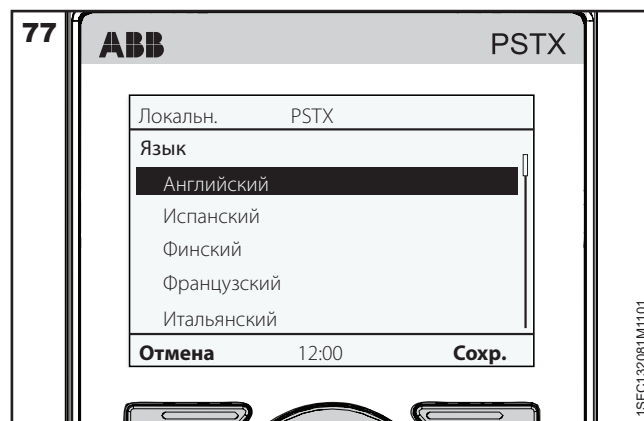 77
ABB PSTX
Локальн. PSTX
Язык
Английский
Испанский
Финский
Французский
Итальянский
Отмена 12:00 Сохр.
1SFC132081M1101